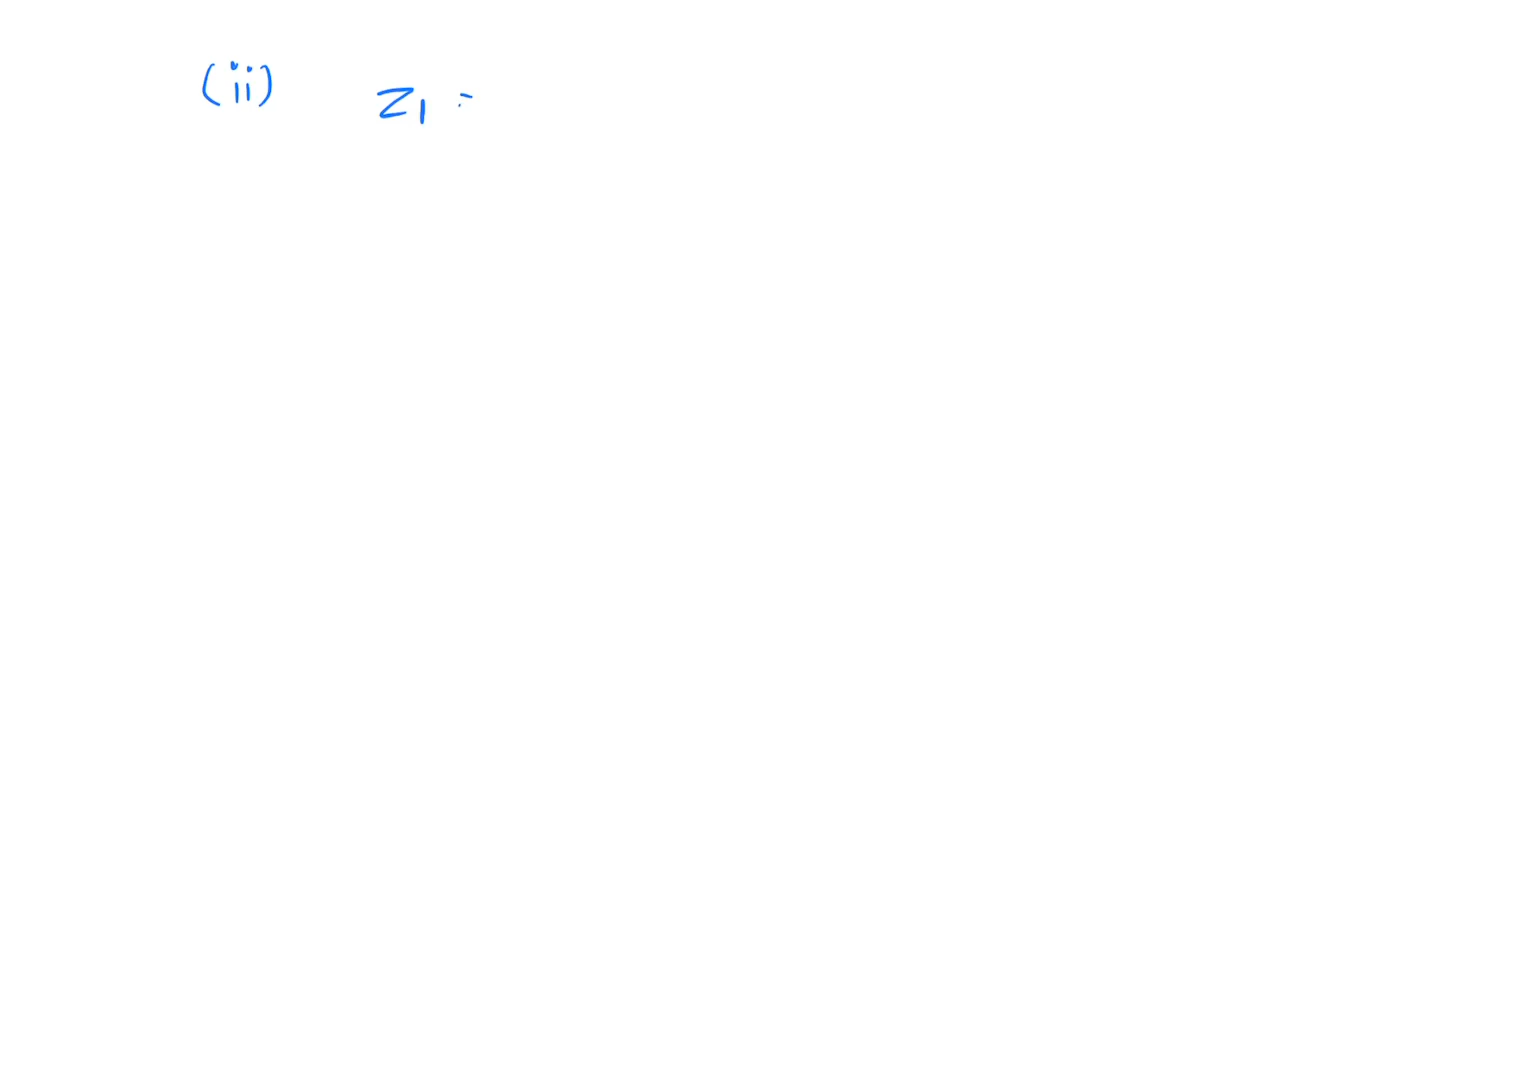 (ii) z₁ =